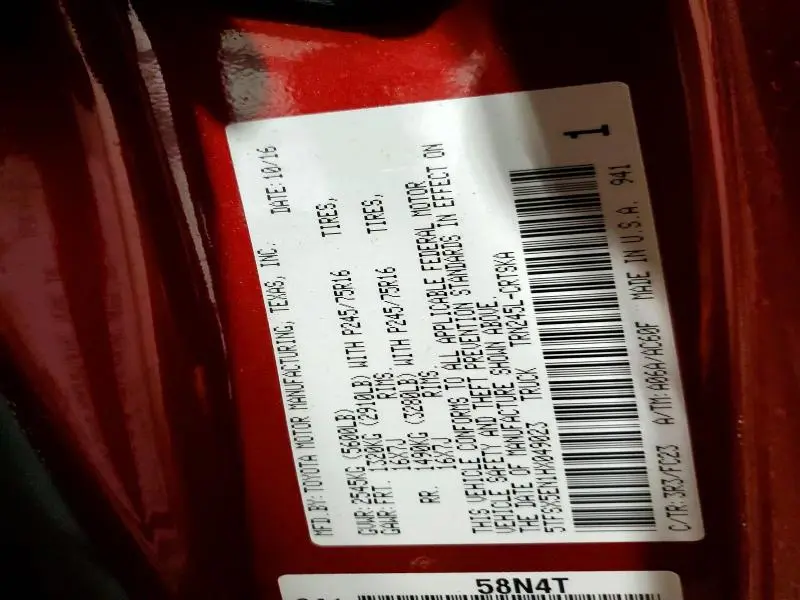 MFD.BY: TOYOTA MOTOR MANUFACTURING, TEXAS, INC. DATE: 10/16
GVWR: 2545KG (5600LB)
GAWR: FRT. 1320KG (2910LB) WITH P245/75R16 TIRES,
16X7J RIMS.
RR. 1490KG (3280LB) WITH P245/75R16 TIRES,
16X7J RIMS.
THIS VEHICLE CONFORMS TO ALL APPLICABLE FEDERAL MOTOR
VEHICLE SAFETY AND THEFT PREVENTION STANDARDS IN EFFECT ON
THE DATE OF MANUFACTURE SHOWN ABOVE.
5TFSX5EN1HX049023 TRUCK TRN245L-CRTSKA
1
C/TR: 3R3/FC23 A/TM: A06A/AC60F MADE IN U.S.A. 941
58N4T